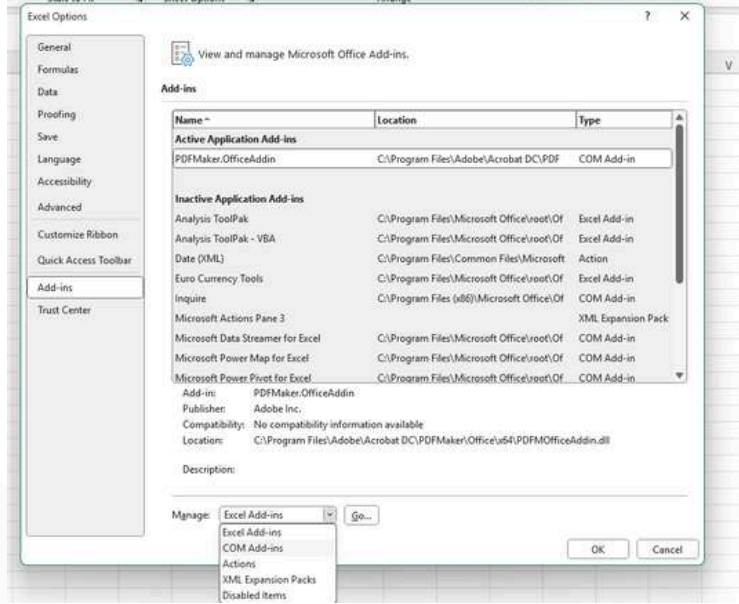 Excel Options ? ×
General
Formulas
Data
Proofing
Save
Language
Accessibility
Advanced
Customize Ribbon
Quick Access Toolbar
Add-ins
Trust Center
View and manage Microsoft Office Add-ins.
Add-ins
Name Location Type
Active Application Add-ins
PDFMaker.OfficeAddin C:\Program Files\Adobe\Acrobat DC\PDF COM Add-in
Inactive Application Add-ins
Analysis ToolPak C:\Program Files\Microsoft Office\root\Of Excel Add-in
Analysis ToolPak - VBA C:\Program Files\Microsoft Office\root\Of Excel Add-in
Date (XML) C:\Program Files\Common Files\Microsoft Action
Euro Currency Tools C:\Program Files\Microsoft Office\root\Of Excel Add-in
Inquire C:\Program Files (x86)\Microsoft Office\Of COM Add-in
Microsoft Actions Pane 3 XML Expansion Pack
Microsoft Data Streamer for Excel C:\Program Files\Microsoft Office\root\Of COM Add-in
Microsoft Power Map for Excel C:\Program Files\Microsoft Office\root\Of COM Add-in
Microsoft Power Pivot for Excel C:\Program Files\Microsoft Office\root\Of COM Add-in
Add-in: PDFMaker.OfficeAddin
Publisher: Adobe Inc.
Compatibility: No compatibility information available
Location: C:\Program Files\Adobe\Acrobat DC\PDFMaker\Office\x64\PDFMOfficeAddin.dll
Description:
Manage: Excel Add-ins Go...
Excel Add-ins
COM Add-ins
Actions
XML Expansion Packs
Disabled Items
OK Cancel
V